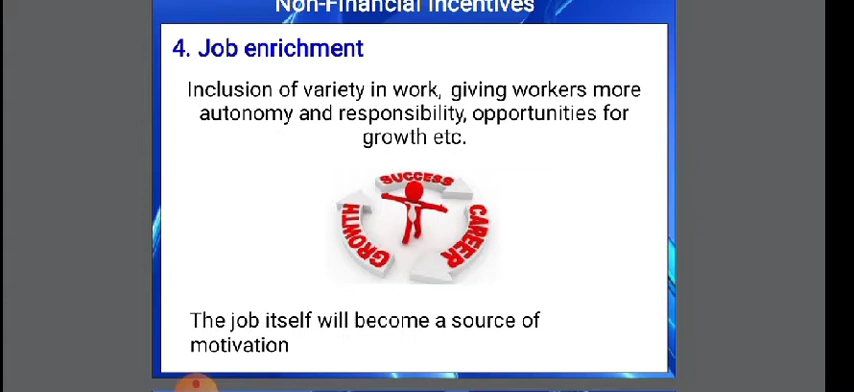 Non-Financial Incentives
4. Job enrichment
Inclusion of variety in work, giving workers more
autonomy and responsibility, opportunities for
growth etc.
SUCCESS
GROWTH
CAREER
The job itself will become a source of
motivation